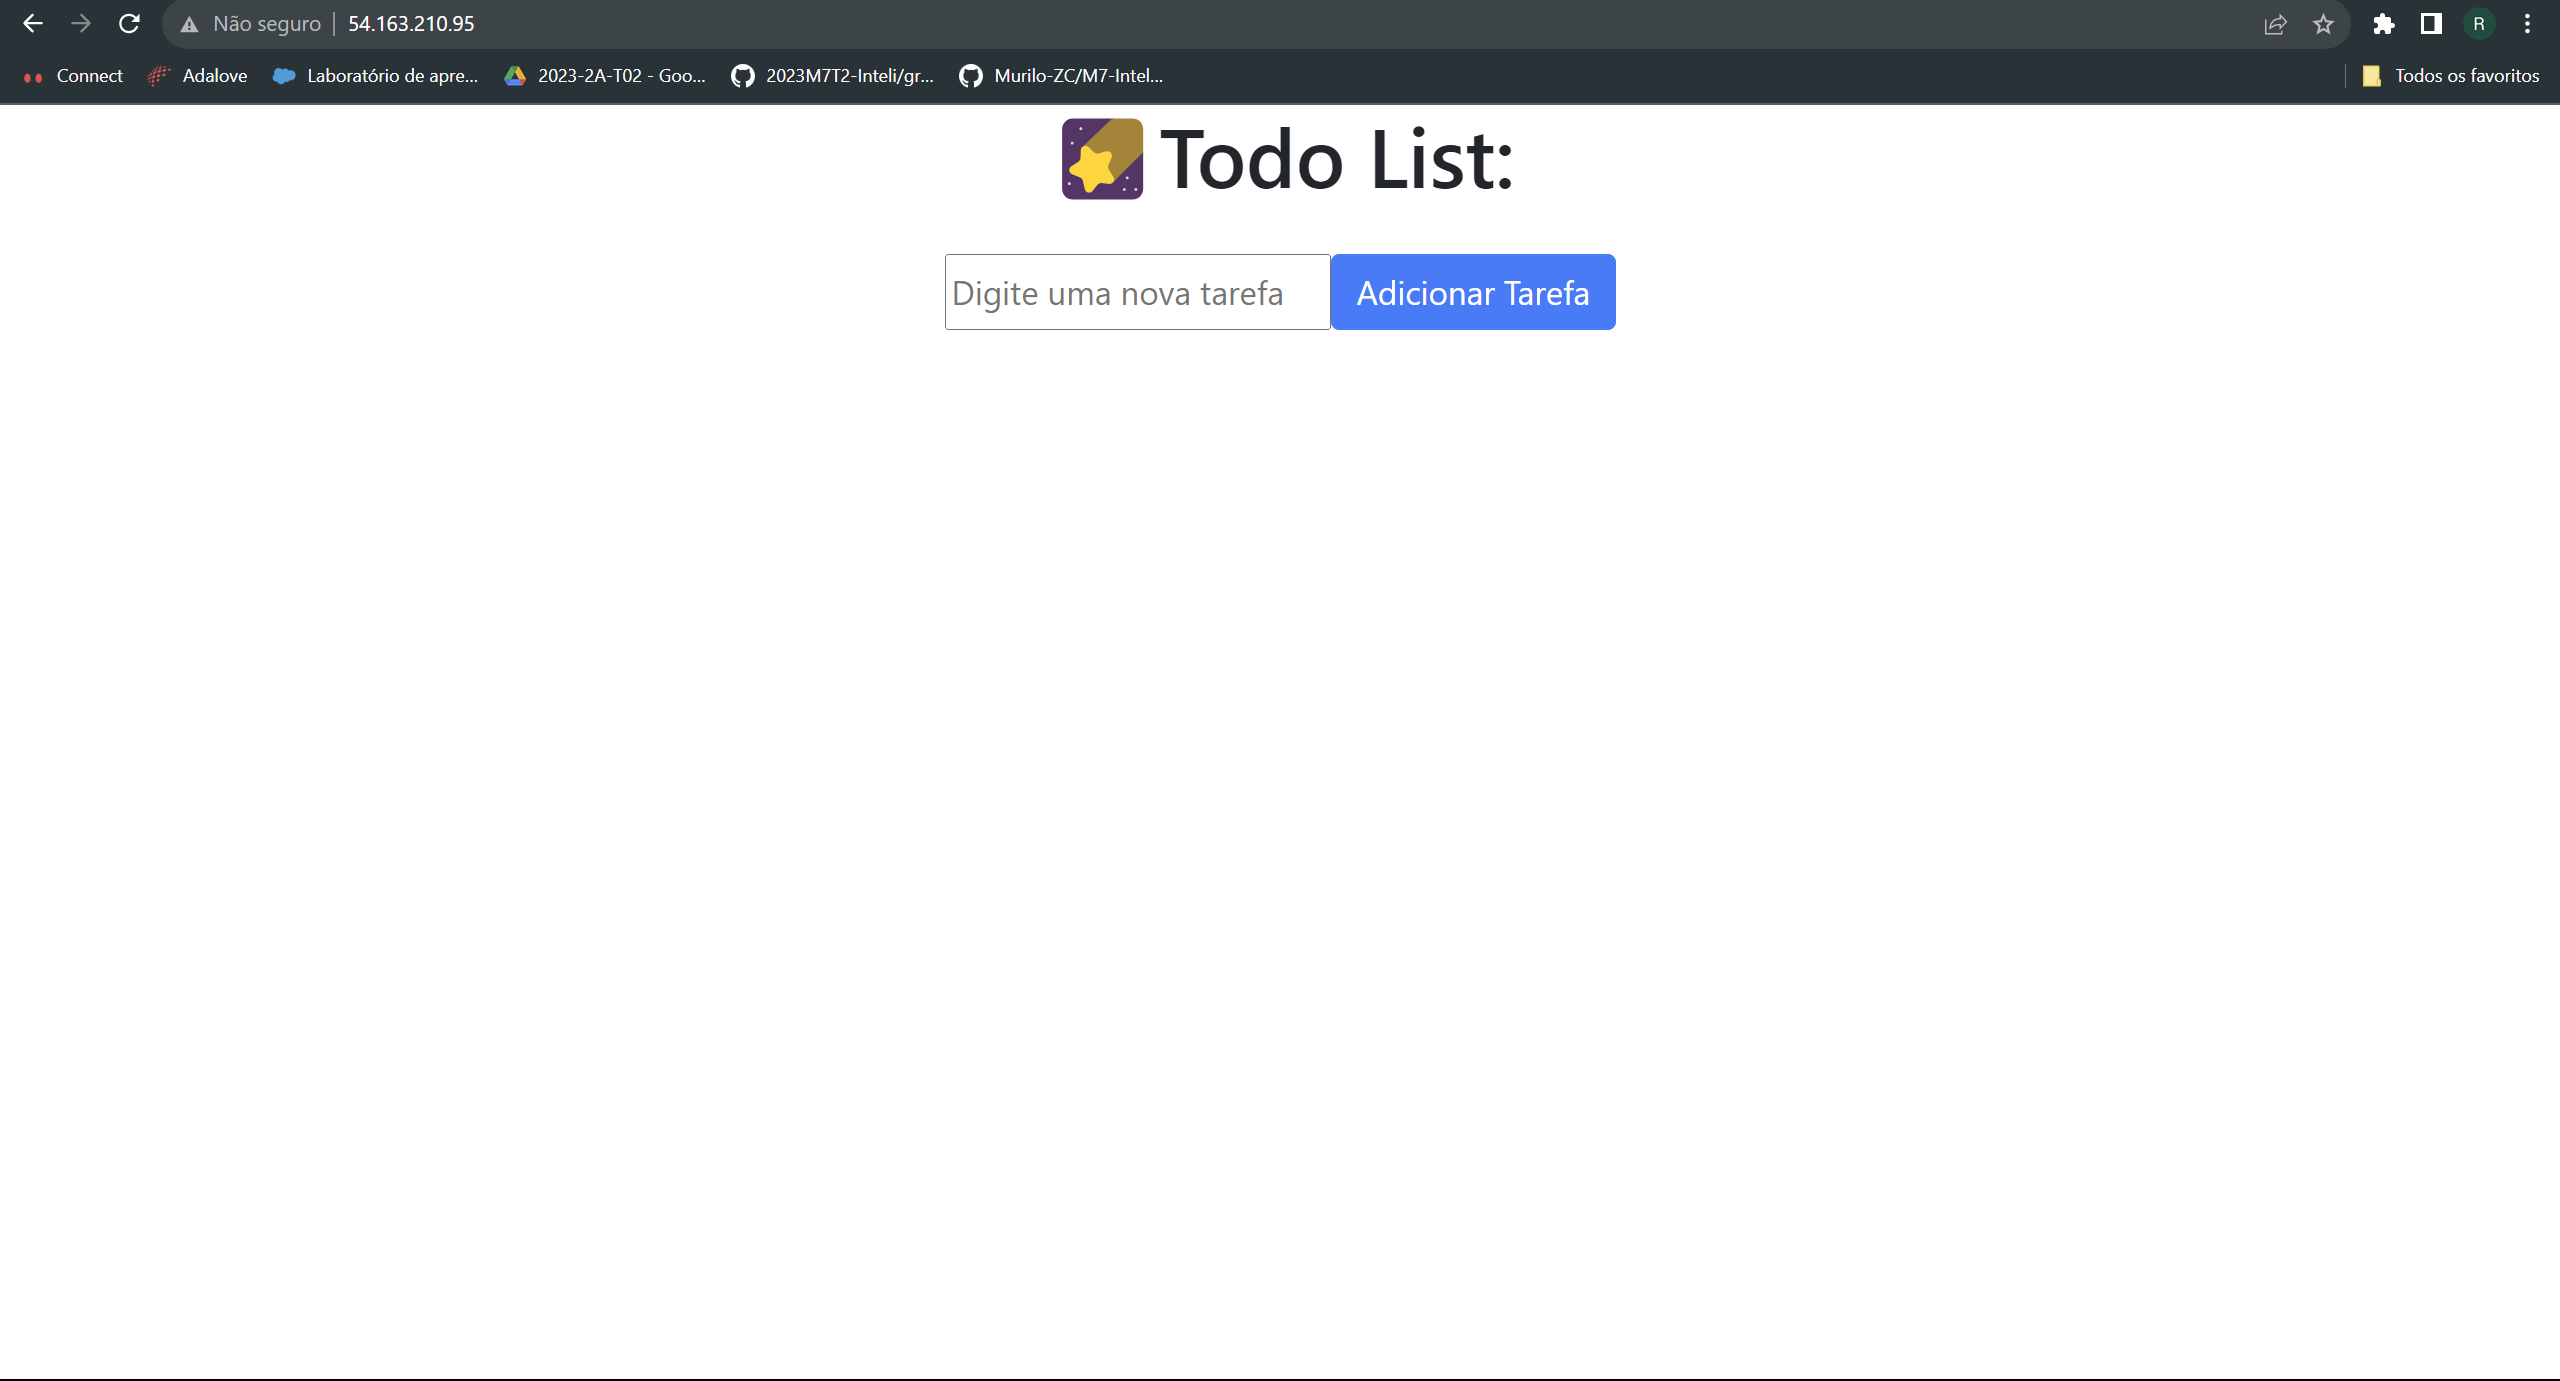 Não seguro | 54.163.210.95
R
Connect Adalove Laboratório de apre... 2023-2A-T02 - Goo... 2023M7T2-Inteli/gr... Murilo-ZC/M7-Intel... Todos os favoritos
Todo List:
Digite uma nova tarefa Adicionar Tarefa